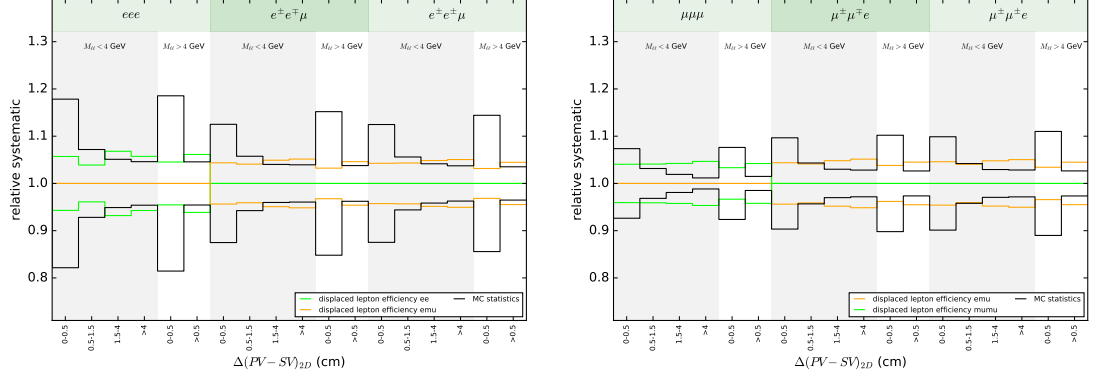 eee e±e∓μ e±e±μ
M_ℓℓ < 4 GeV M_ℓℓ > 4 GeV M_ℓℓ < 4 GeV M_ℓℓ > 4 GeV M_ℓℓ < 4 GeV M_ℓℓ > 4 GeV
1.3
1.2
1.1
1.0
0.9
0.8
relative systematic
displaced lepton efficiency ee
displaced lepton efficiency emu
MC statistics
0-0.5 0.5-1.5 1.5-4 >4 0-0.5 >0.5 0-0.5 0.5-1.5 1.5-4 >4 0-0.5 >0.5 0-0.5 0.5-1.5 1.5-4 >4 0-0.5 >0.5
Δ(PV − SV)_2D (cm)
μμμ μ±μ∓e μ±μ±e
M_ℓℓ < 4 GeV M_ℓℓ > 4 GeV M_ℓℓ < 4 GeV M_ℓℓ > 4 GeV M_ℓℓ < 4 GeV M_ℓℓ > 4 GeV
1.3
1.2
1.1
1.0
0.9
0.8
relative systematic
displaced lepton efficiency emu
displaced lepton efficiency mumu
MC statistics
0-0.5 0.5-1.5 1.5-4 >4 0-0.5 >0.5 0-0.5 0.5-1.5 1.5-4 >4 0-0.5 >0.5 0-0.5 0.5-1.5 1.5-4 >4 0-0.5 >0.5
Δ(PV − SV)_2D (cm)